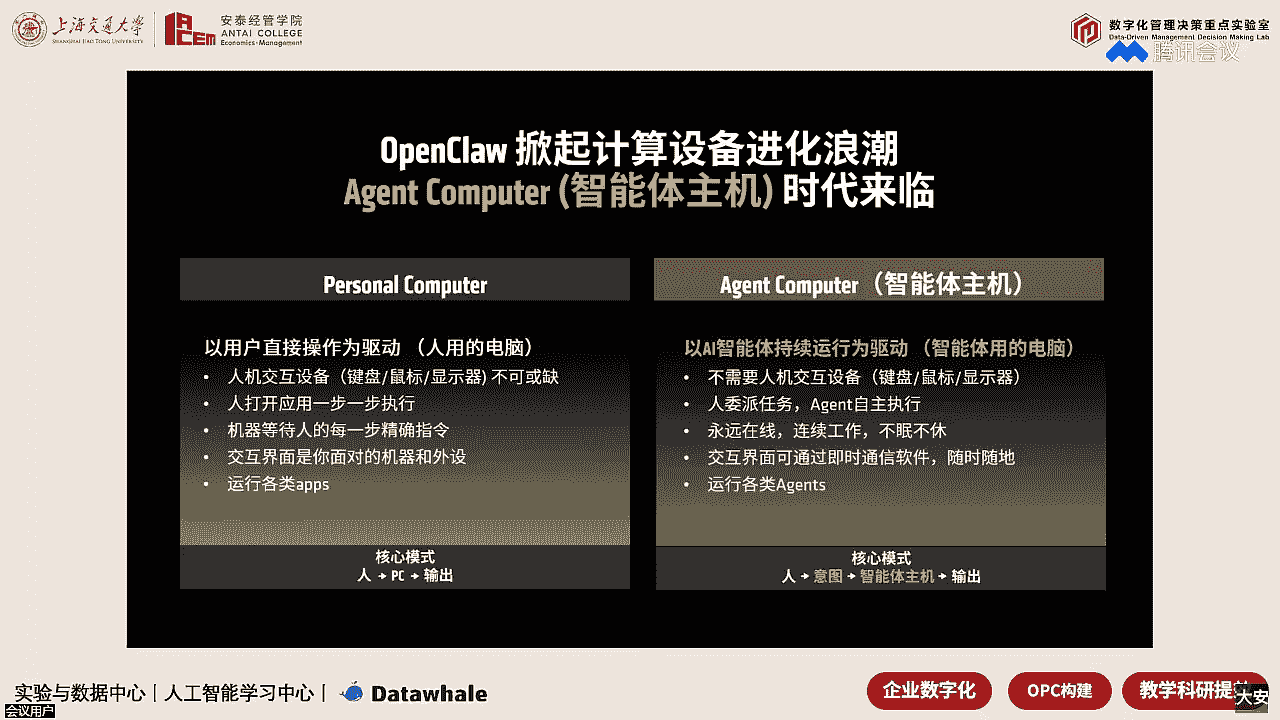 上海交通大学
SHANGHAI JIAO TONG UNIVERSITY
ACEM
安泰经管学院
ANTAI COLLEGE
Economics·Management
数字化管理决策重点实验室
Data-Driven Management Decision Making Lab
腾讯会议
OpenClaw 掀起计算设备进化浪潮
Agent Computer (智能体主机) 时代来临
Personal Computer
以用户直接操作为驱动 （人用的电脑）
• 人机交互设备（键盘/鼠标/显示器) 不可或缺
• 人打开应用一步一步执行
• 机器等待人的每一步精确指令
• 交互界面是你面对的机器和外设
• 运行各类apps
核心模式
人 → PC → 输出
Agent Computer（智能体主机）
以AI智能体持续运行为驱动 （智能体用的电脑）
• 不需要人机交互设备（键盘/鼠标/显示器）
• 人委派任务，Agent自主执行
• 永远在线，连续工作，不眠不休
• 交互界面可通过即时通信软件，随时随地
• 运行各类Agents
核心模式
人 → 意图 → 智能体主机 → 输出
实验与数据中心｜人工智能学习中心｜ Datawhale
企业数字化
OPC构建
教学科研提
大安
会议用户